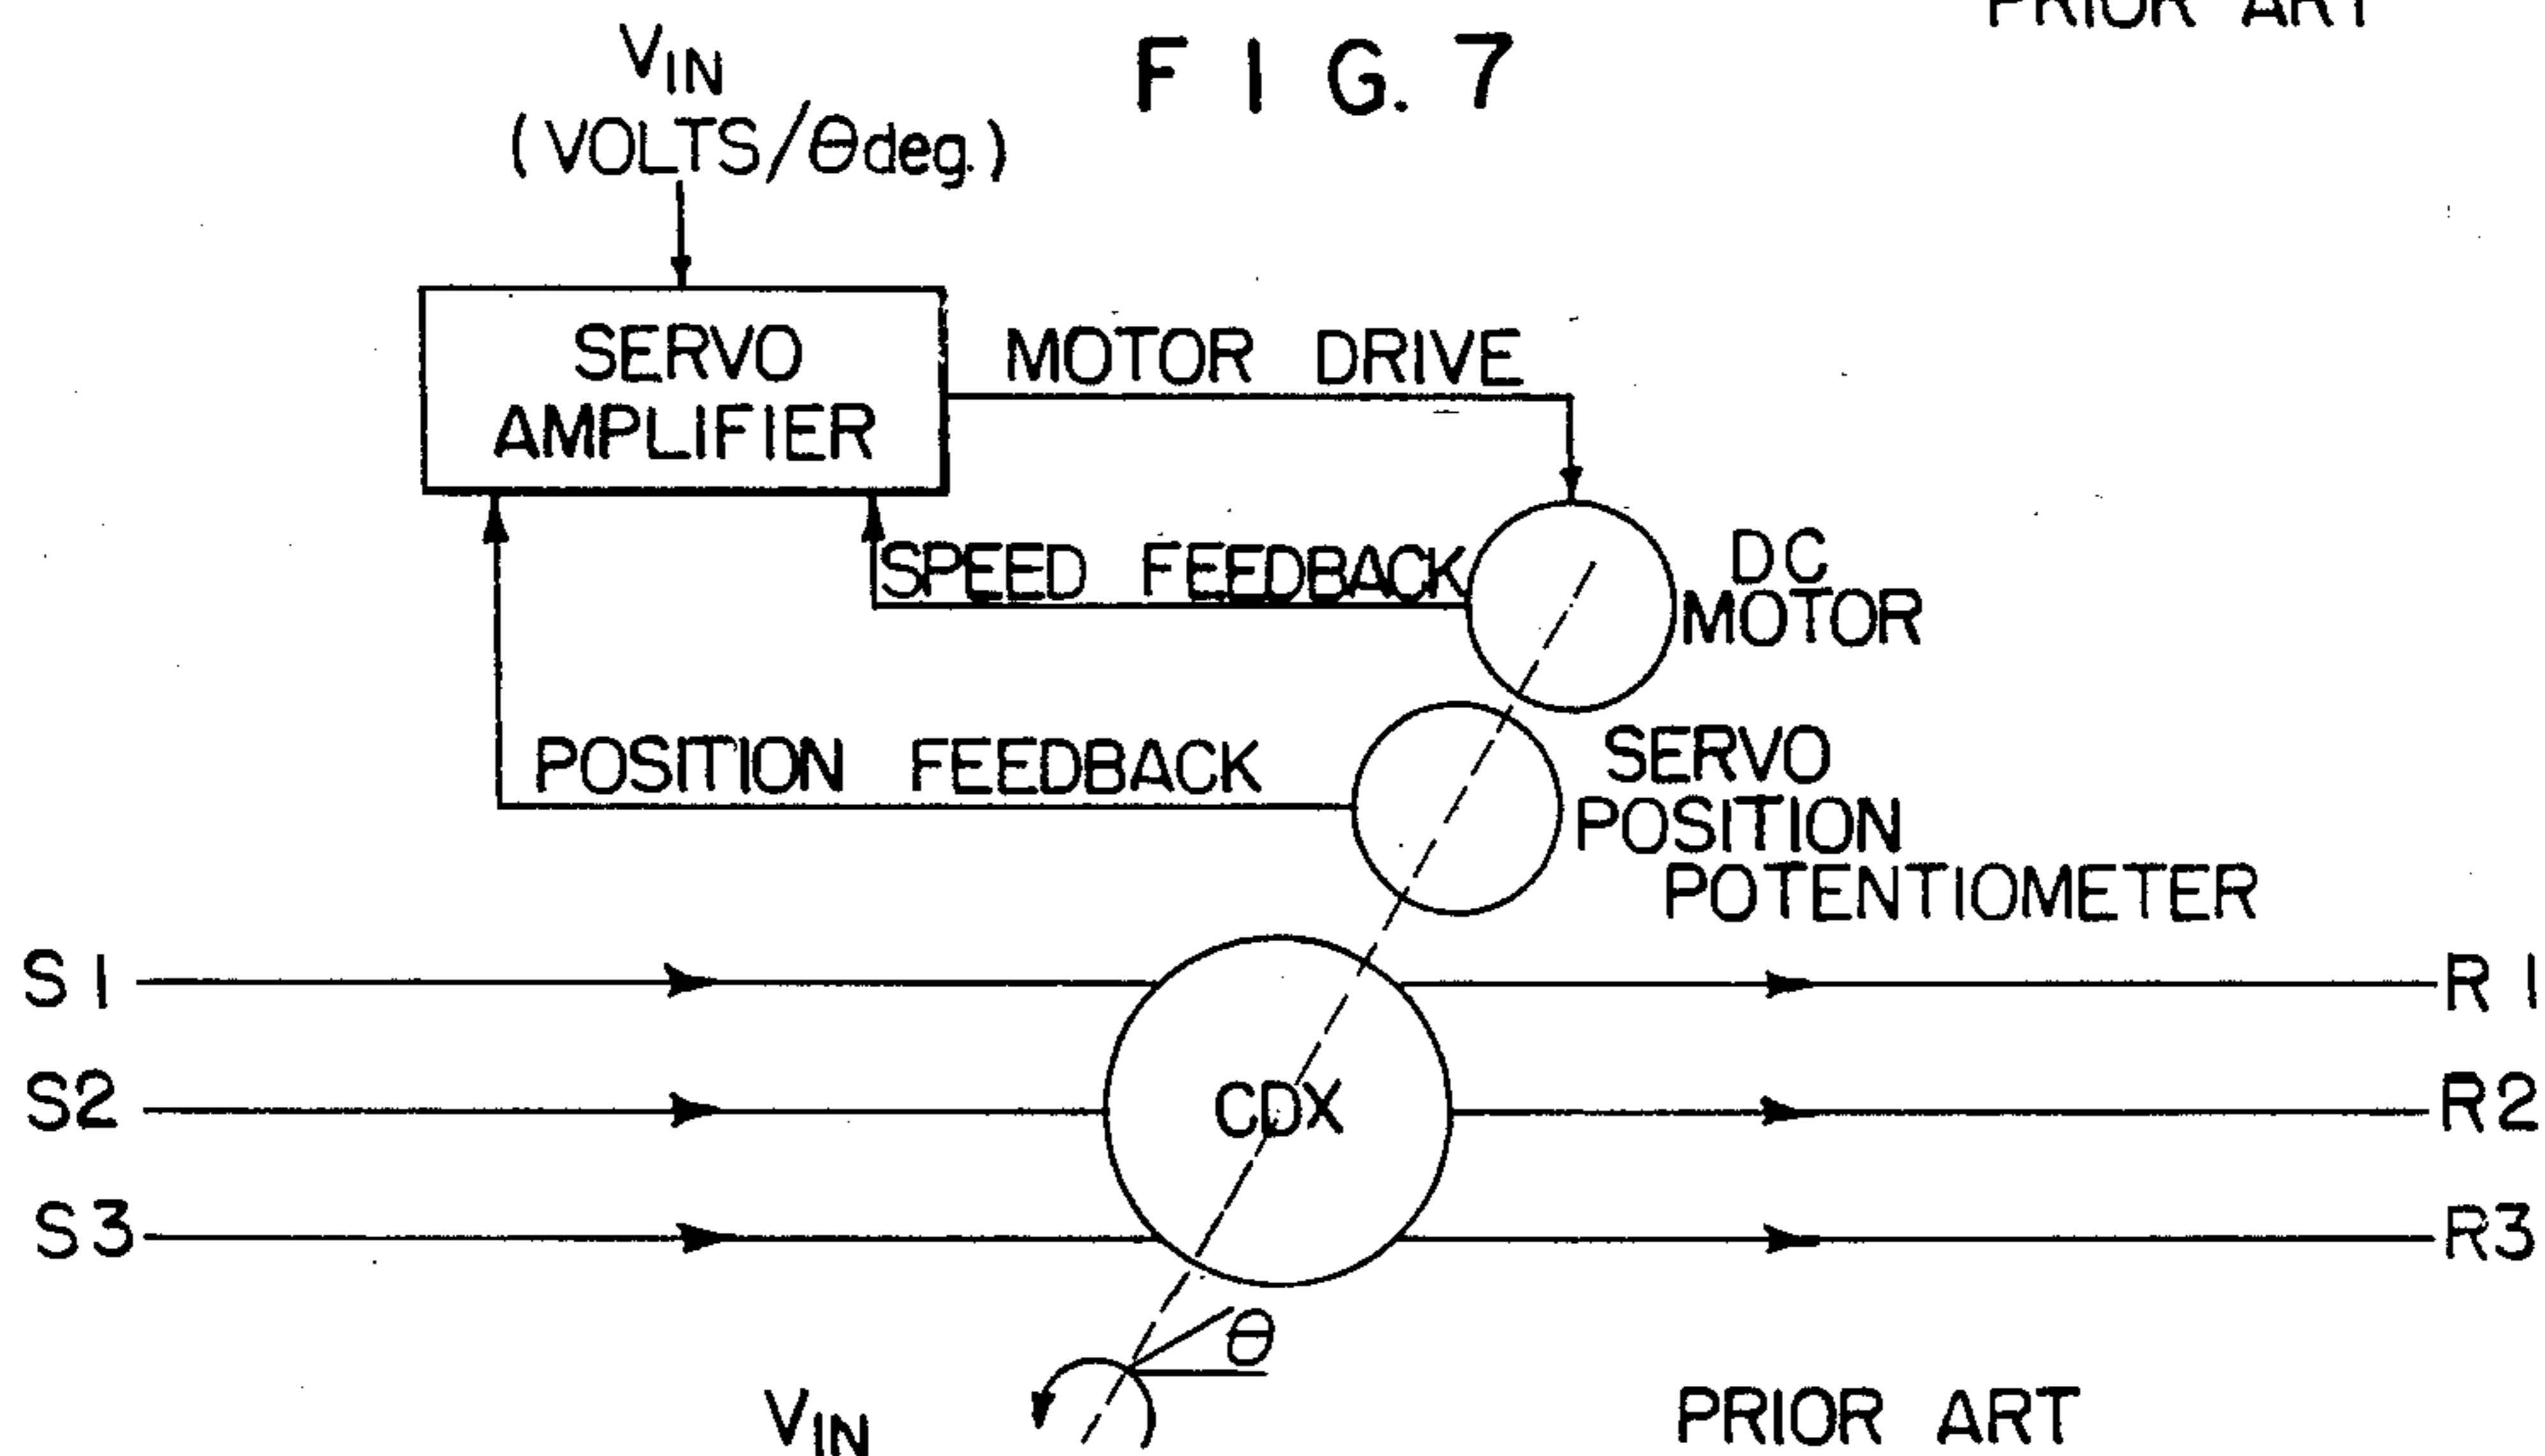 PRIOR ART
F I G. 7
VIN
(VOLTS/θdeg.)
SERVO
AMPLIFIER
MOTOR DRIVE
SPEED FEEDBACK
DC
MOTOR
POSITION FEEDBACK
SERVO
POSITION
POTENTIOMETER
S1
R1
S2
CDX
R2
S3
R3
θ
VIN
PRIOR ART